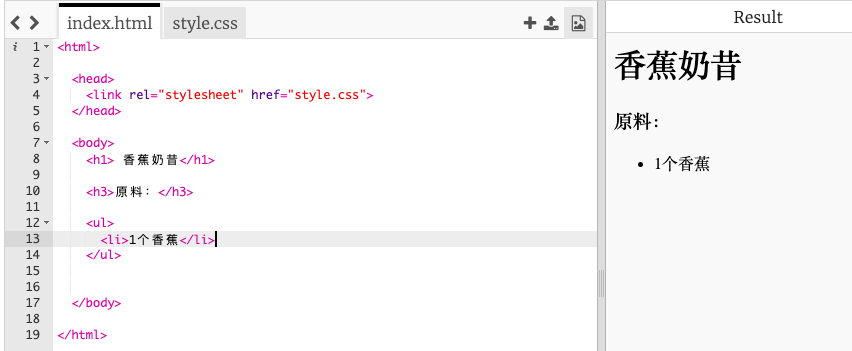 index.html style.css
Result
i 1 <html>
2
3 <head>
4 <link rel="stylesheet" href="style.css">
5 </head>
6
7 <body>
8 <h1> 香蕉奶昔</h1>
9
10 <h3>原料：</h3>
11
12 <ul>
13 <li>1个香蕉</li>
14 </ul>
15
16
17 </body>
18
19 </html>
香蕉奶昔
原料：
• 1个香蕉